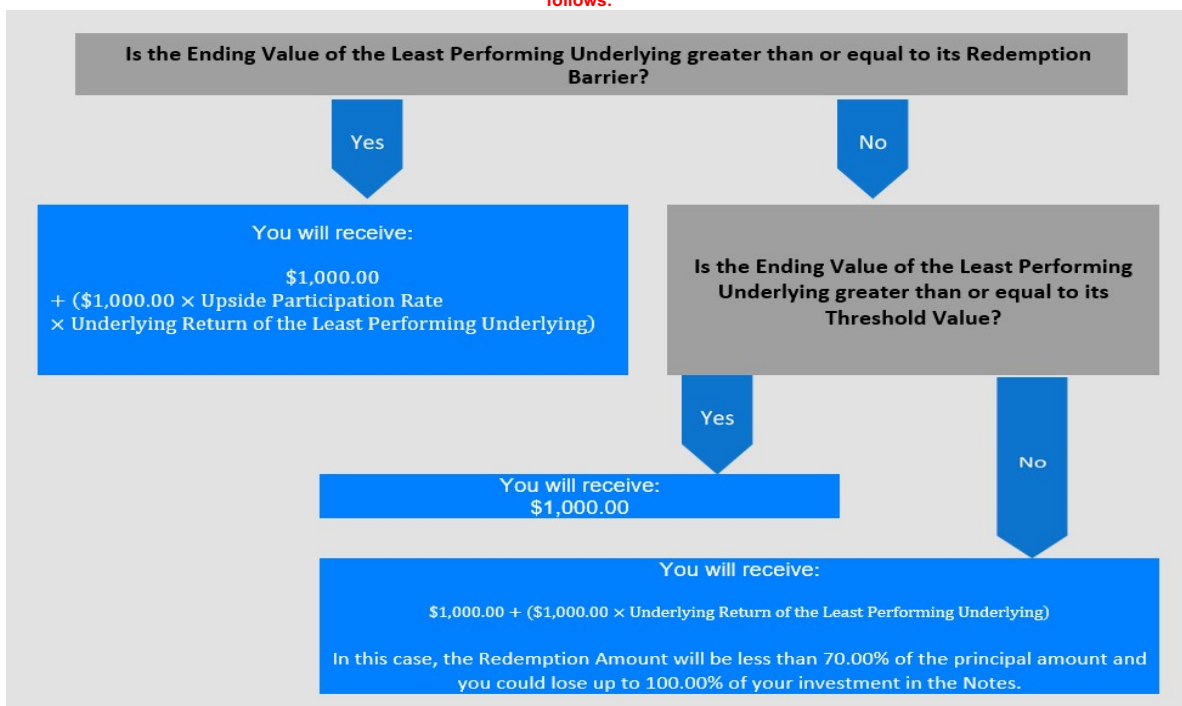 follows:
Is the Ending Value of the Least Performing Underlying greater than or equal to its Redemption
Barrier?
Yes
No
You will receive:
$1,000.00
+ ($1,000.00 × Upside Participation Rate
× Underlying Return of the Least Performing Underlying)
Is the Ending Value of the Least Performing
Underlying greater than or equal to its
Threshold Value?
Yes
No
You will receive:
$1,000.00
You will receive:
$1,000.00 + ($1,000.00 × Underlying Return of the Least Performing Underlying)
In this case, the Redemption Amount will be less than 70.00% of the principal amount and
you could lose up to 100.00% of your investment in the Notes.